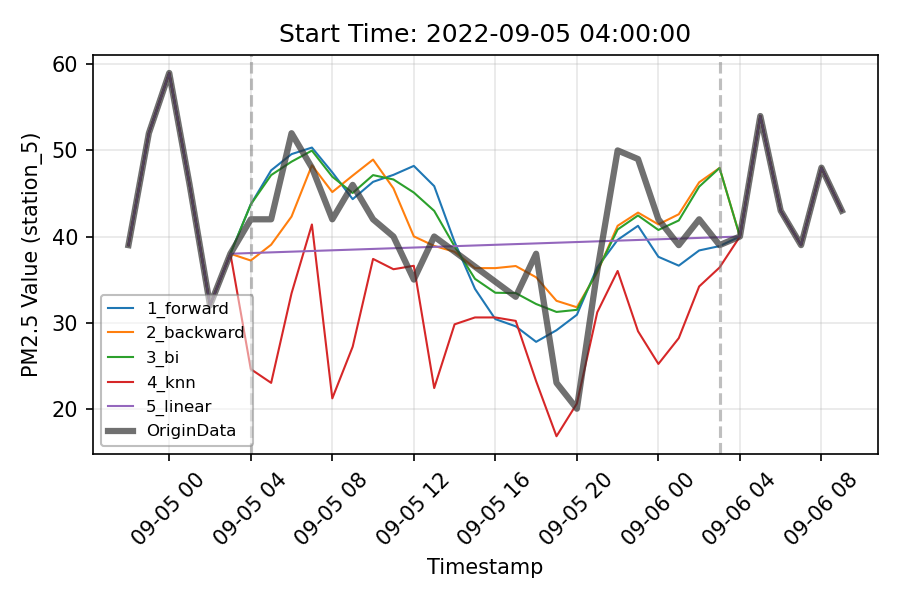 Start Time: 2022-09-05 04:00:00
PM2.5 Value (station_5)
60
50
40
30
20
1_forward
2_backward
3_bi
4_knn
5_linear
OriginData
09-05 00
09-05 04
09-05 08
09-05 12
09-05 16
09-05 20
09-06 00
09-06 04
09-06 08
Timestamp